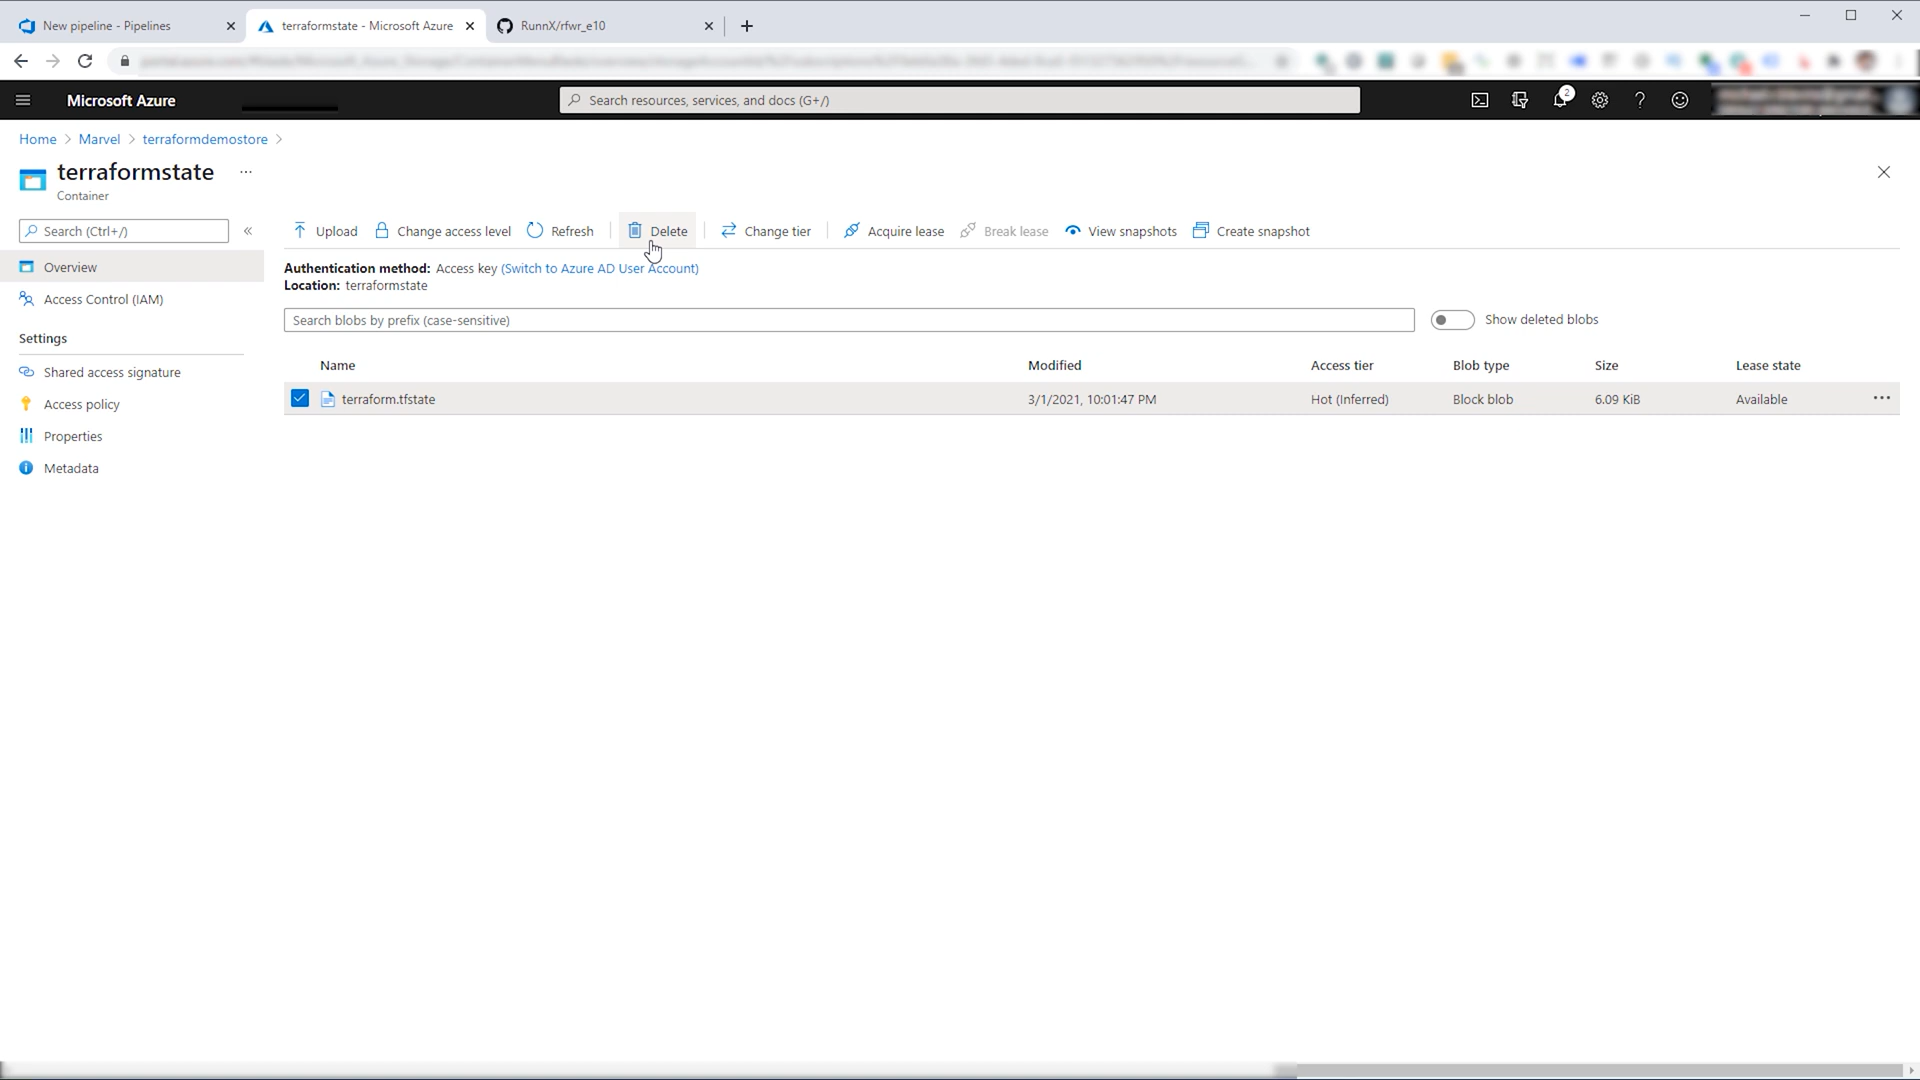 New pipeline - Pipelines
terraformstate - Microsoft Azure
RunnX/rfwr_e10
Microsoft Azure
Search resources, services, and docs (G+/)
2
Home > Marvel > terraformdemostore >
terraformstate ...
Container
Search (Ctrl+/)
«
Upload
Change access level
Refresh
Delete
Change tier
Acquire lease
Break lease
View snapshots
Create snapshot
Overview
Authentication method: Access key (Switch to Azure AD User Account)
Location: terraformstate
Access Control (IAM)
Search blobs by prefix (case-sensitive)
Show deleted blobs
Settings
Name Modified Access tier Blob type Size Lease state
Shared access signature
terraform.tfstate 3/1/2021, 10:01:47 PM Hot (Inferred) Block blob 6.09 KiB Available ...
Access policy
Properties
Metadata